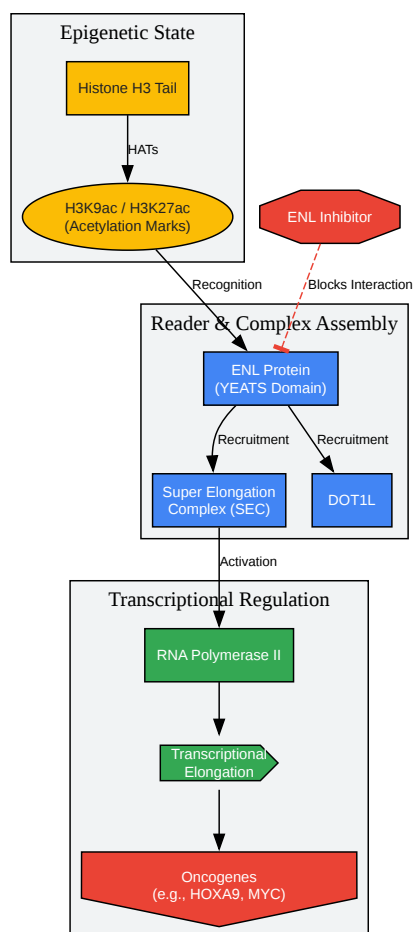 Epigenetic State
Histone H3 Tail
HATs
H3K9ac / H3K27ac
(Acetylation Marks)
ENL Inhibitor
Recognition
Blocks Interaction
Reader & Complex Assembly
ENL Protein
(YEATS Domain)
Recruitment
Recruitment
Super Elongation
Complex (SEC)
DOT1L
Activation
Transcriptional Regulation
RNA Polymerase II
Transcriptional
Elongation
Oncogenes
(e.g., HOXA9, MYC)